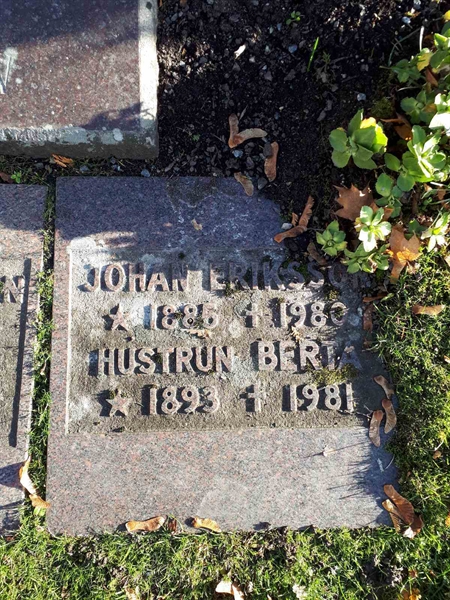 JOHAN ERIKSSON
★ 1885 ✝ 1980
HUSTRUN BERTA
★ 1893 ✝ 1981